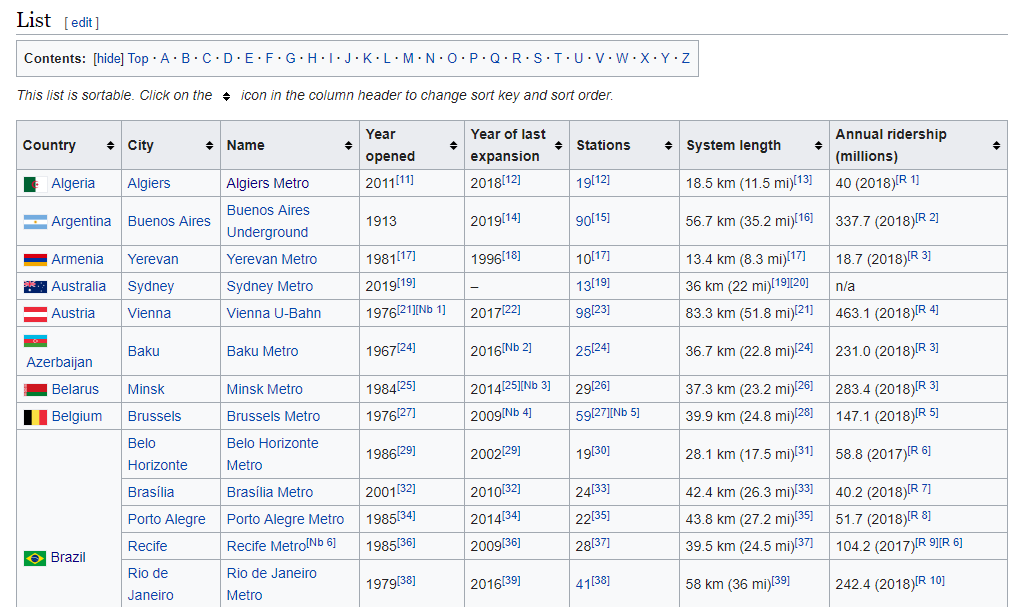 List [ edit ]
Contents: [hide] Top · A · B · C · D · E · F · G · H · I · J · K · L · M · N · O · P · Q · R · S · T · U · V · W · X · Y · Z
This list is sortable. Click on the icon in the column header to change sort key and sort order.
Country City Name Year opened Year of last expansion Stations System length Annual ridership (millions)
Algeria Algiers Algiers Metro 2011[11] 2018[12] 19[12] 18.5 km (11.5 mi)[13] 40 (2018)[R 1]
Argentina Buenos Aires Buenos Aires Underground 1913 2019[14] 90[15] 56.7 km (35.2 mi)[16] 337.7 (2018)[R 2]
Armenia Yerevan Yerevan Metro 1981[17] 1996[18] 10[17] 13.4 km (8.3 mi)[17] 18.7 (2018)[R 3]
Australia Sydney Sydney Metro 2019[19] – 13[19] 36 km (22 mi)[19][20] n/a
Austria Vienna Vienna U-Bahn 1976[21][Nb 1] 2017[22] 98[23] 83.3 km (51.8 mi)[21] 463.1 (2018)[R 4]
Azerbaijan Baku Baku Metro 1967[24] 2016[Nb 2] 25[24] 36.7 km (22.8 mi)[24] 231.0 (2018)[R 3]
Belarus Minsk Minsk Metro 1984[25] 2014[25][Nb 3] 29[26] 37.3 km (23.2 mi)[26] 283.4 (2018)[R 3]
Belgium Brussels Brussels Metro 1976[27] 2009[Nb 4] 59[27][Nb 5] 39.9 km (24.8 mi)[28] 147.1 (2018)[R 5]
Brazil Belo Horizonte Belo Horizonte Metro 1986[29] 2002[29] 19[30] 28.1 km (17.5 mi)[31] 58.8 (2017)[R 6]
Brasília Brasília Metro 2001[32] 2010[32] 24[33] 42.4 km (26.3 mi)[33] 40.2 (2018)[R 7]
Porto Alegre Porto Alegre Metro 1985[34] 2014[34] 22[35] 43.8 km (27.2 mi)[35] 51.7 (2018)[R 8]
Recife Recife Metro[Nb 6] 1985[36] 2009[36] 28[37] 39.5 km (24.5 mi)[37] 104.2 (2017)[R 9][R 6]
Rio de Janeiro Rio de Janeiro Metro 1979[38] 2016[39] 41[38] 58 km (36 mi)[39] 242.4 (2018)[R 10]